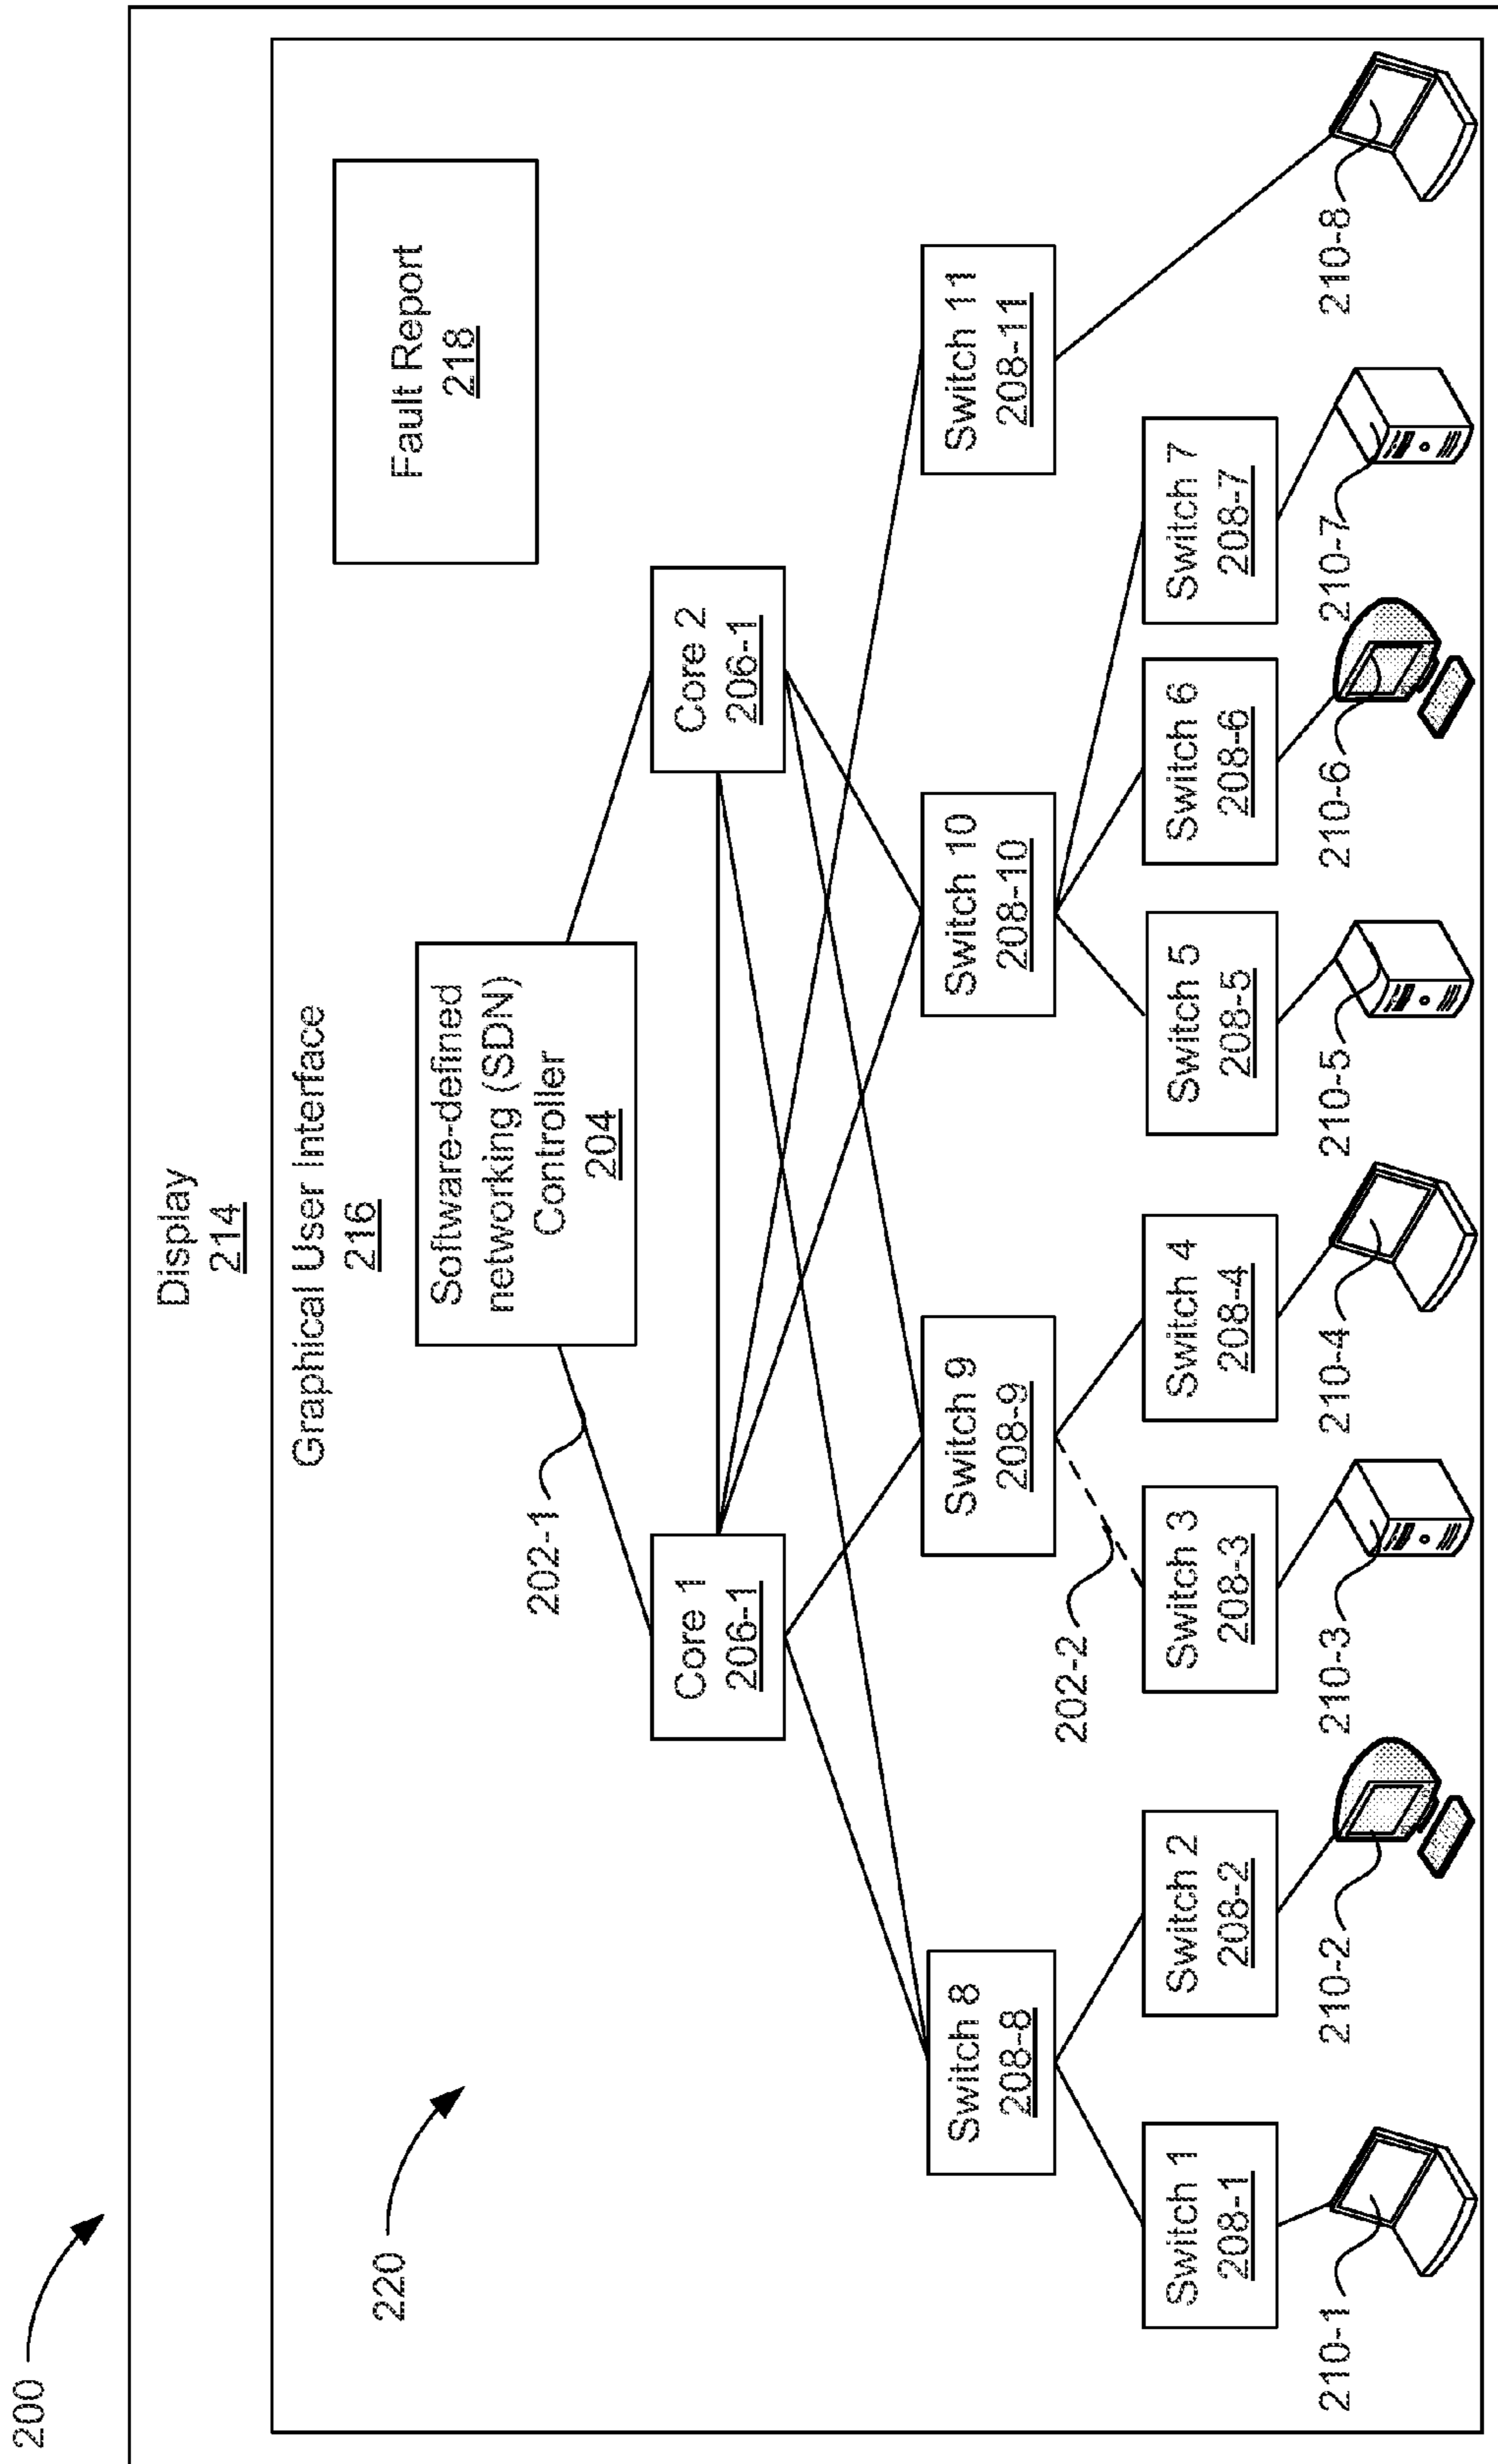 200
Display
214
Graphical User Interface
216
220
Software-defined
networking (SDN)
Controller
204
Fault Report
218
202-1
Core 1
206-1
Core 2
206-1
Switch 8
208-8
Switch 9
208-9
Switch 10
208-10
Switch 11
208-11
202-2
Switch 1
208-1
Switch 2
208-2
Switch 3
208-3
Switch 4
208-4
Switch 5
208-5
Switch 6
208-6
Switch 7
208-7
210-1
210-2
210-3
210-4
210-5
210-6
210-7
210-8